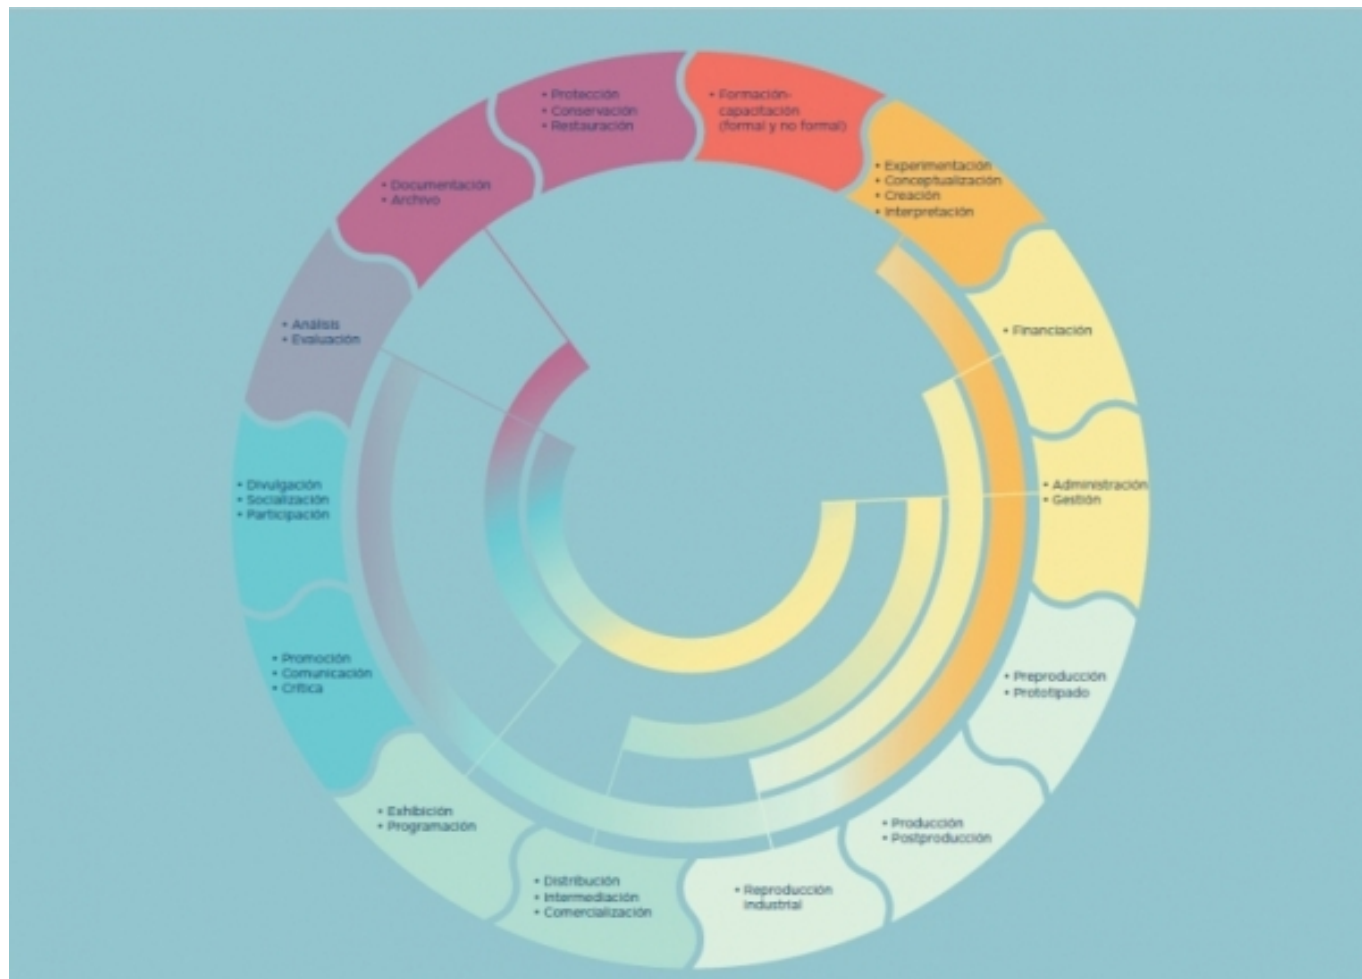 • Formación-
capacitación
(formal y no formal)
• Experimentación
• Conceptualización
• Creación
• Interpretación
• Financiación
• Administración
• Gestión
• Preproducción
• Prototipado
• Producción
• Postproducción
• Reproducción
industrial
• Distribución
• Intermediación
• Comercialización
• Exhibición
• Programación
• Promoción
• Comunicación
• Crítica
• Divulgación
• Socialización
• Participación
• Análisis
• Evaluación
• Documentación
• Archivo
• Protección
• Conservación
• Restauración